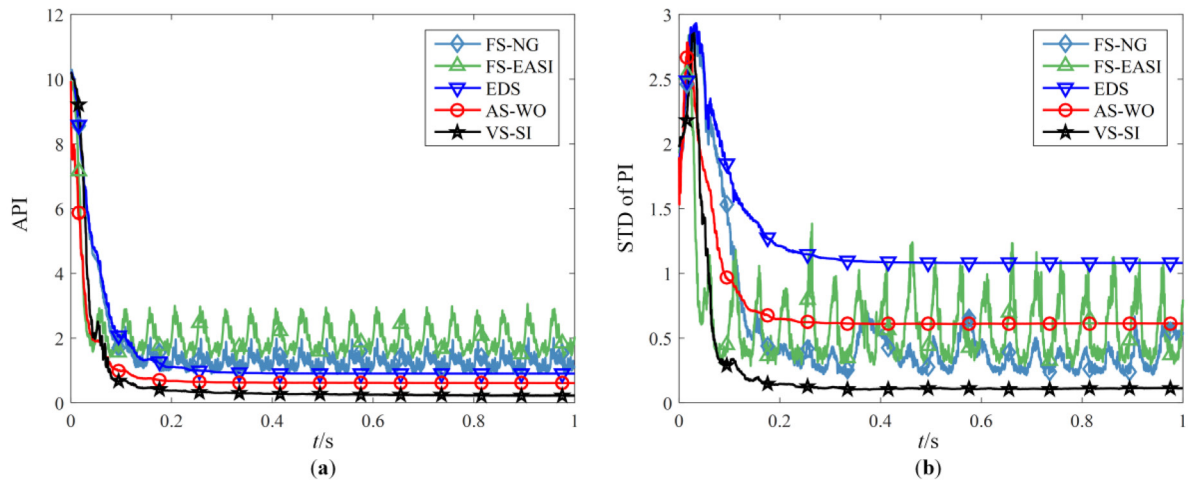 12
10
8
6
4
2
0
API
0
0.2
0.4
0.6
0.8
1
t/s
(a)
FS-NG
FS-EASI
EDS
AS-WO
VS-SI
3
2.5
2
1.5
1
0.5
0
STD of PI
0
0.2
0.4
0.6
0.8
1
t/s
(b)
FS-NG
FS-EASI
EDS
AS-WO
VS-SI